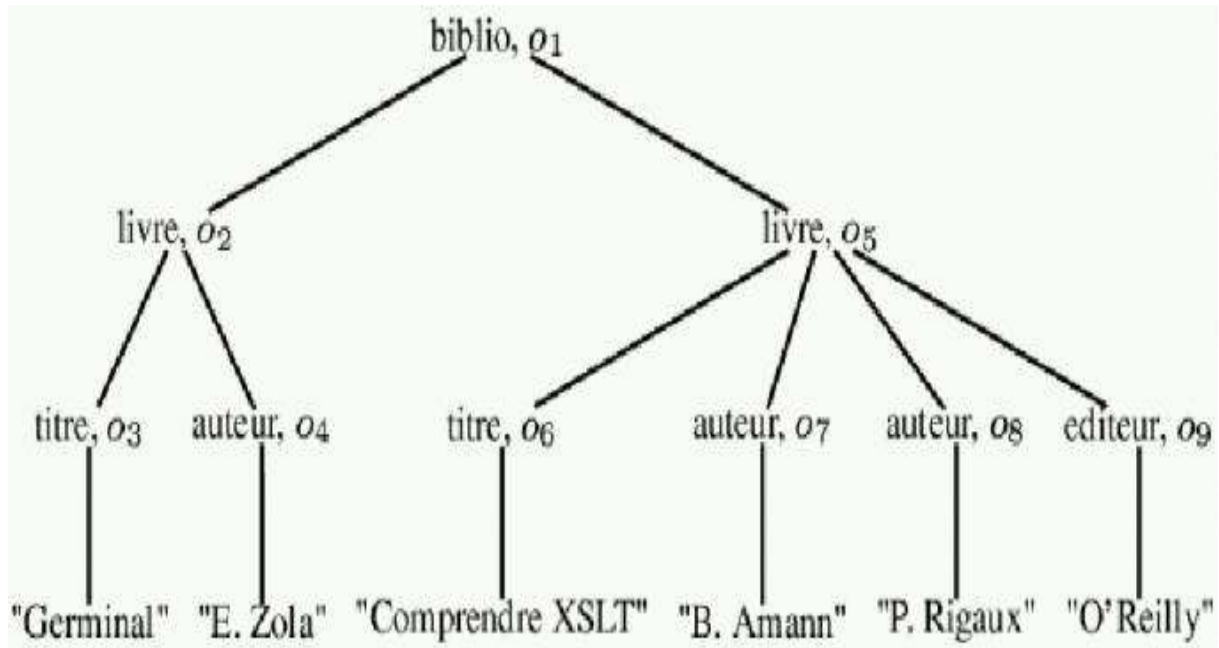 biblio, o1
livre, o2 livre, o5
titre, o3 auteur, o4 titre, o6 auteur, o7 auteur, o8 editeur, o9
"Germinal" "E. Zola" "Comprendre XSLT" "B. Amann" "P. Rigaux" "O'Reilly"